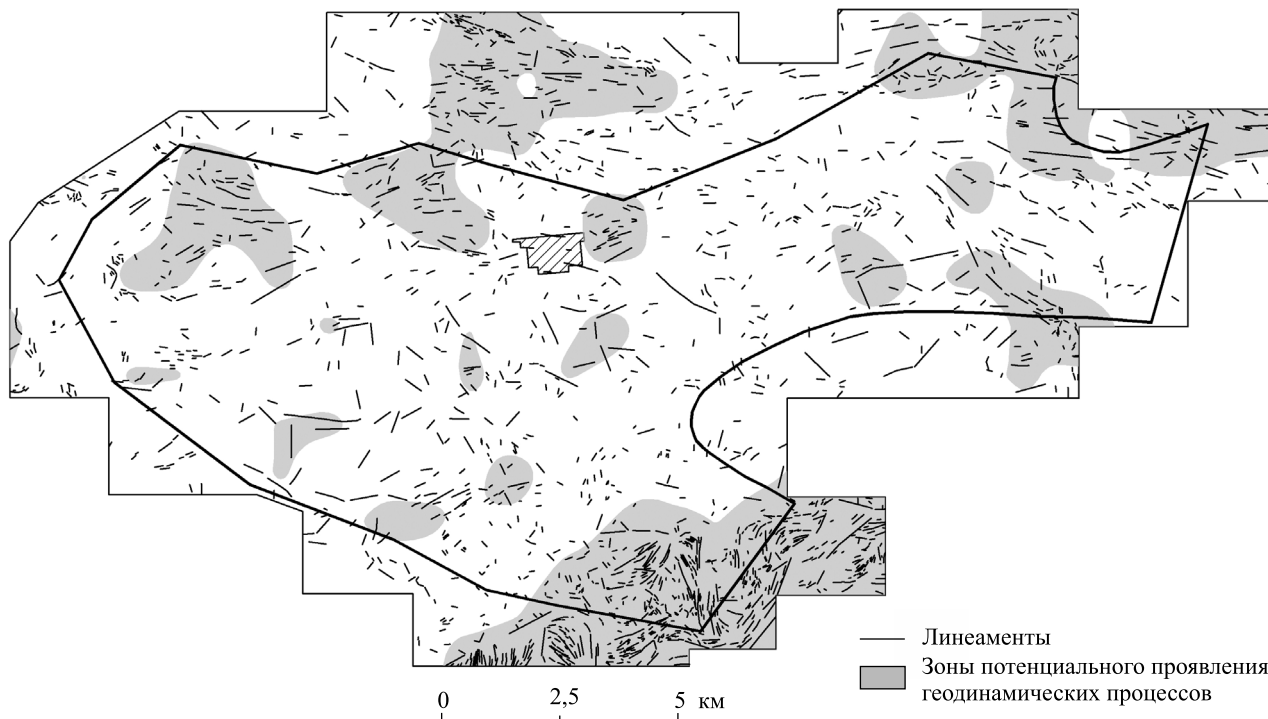 Линеаменты
Зоны потенциального проявления
геодинамических процессов
0 2,5 5 км